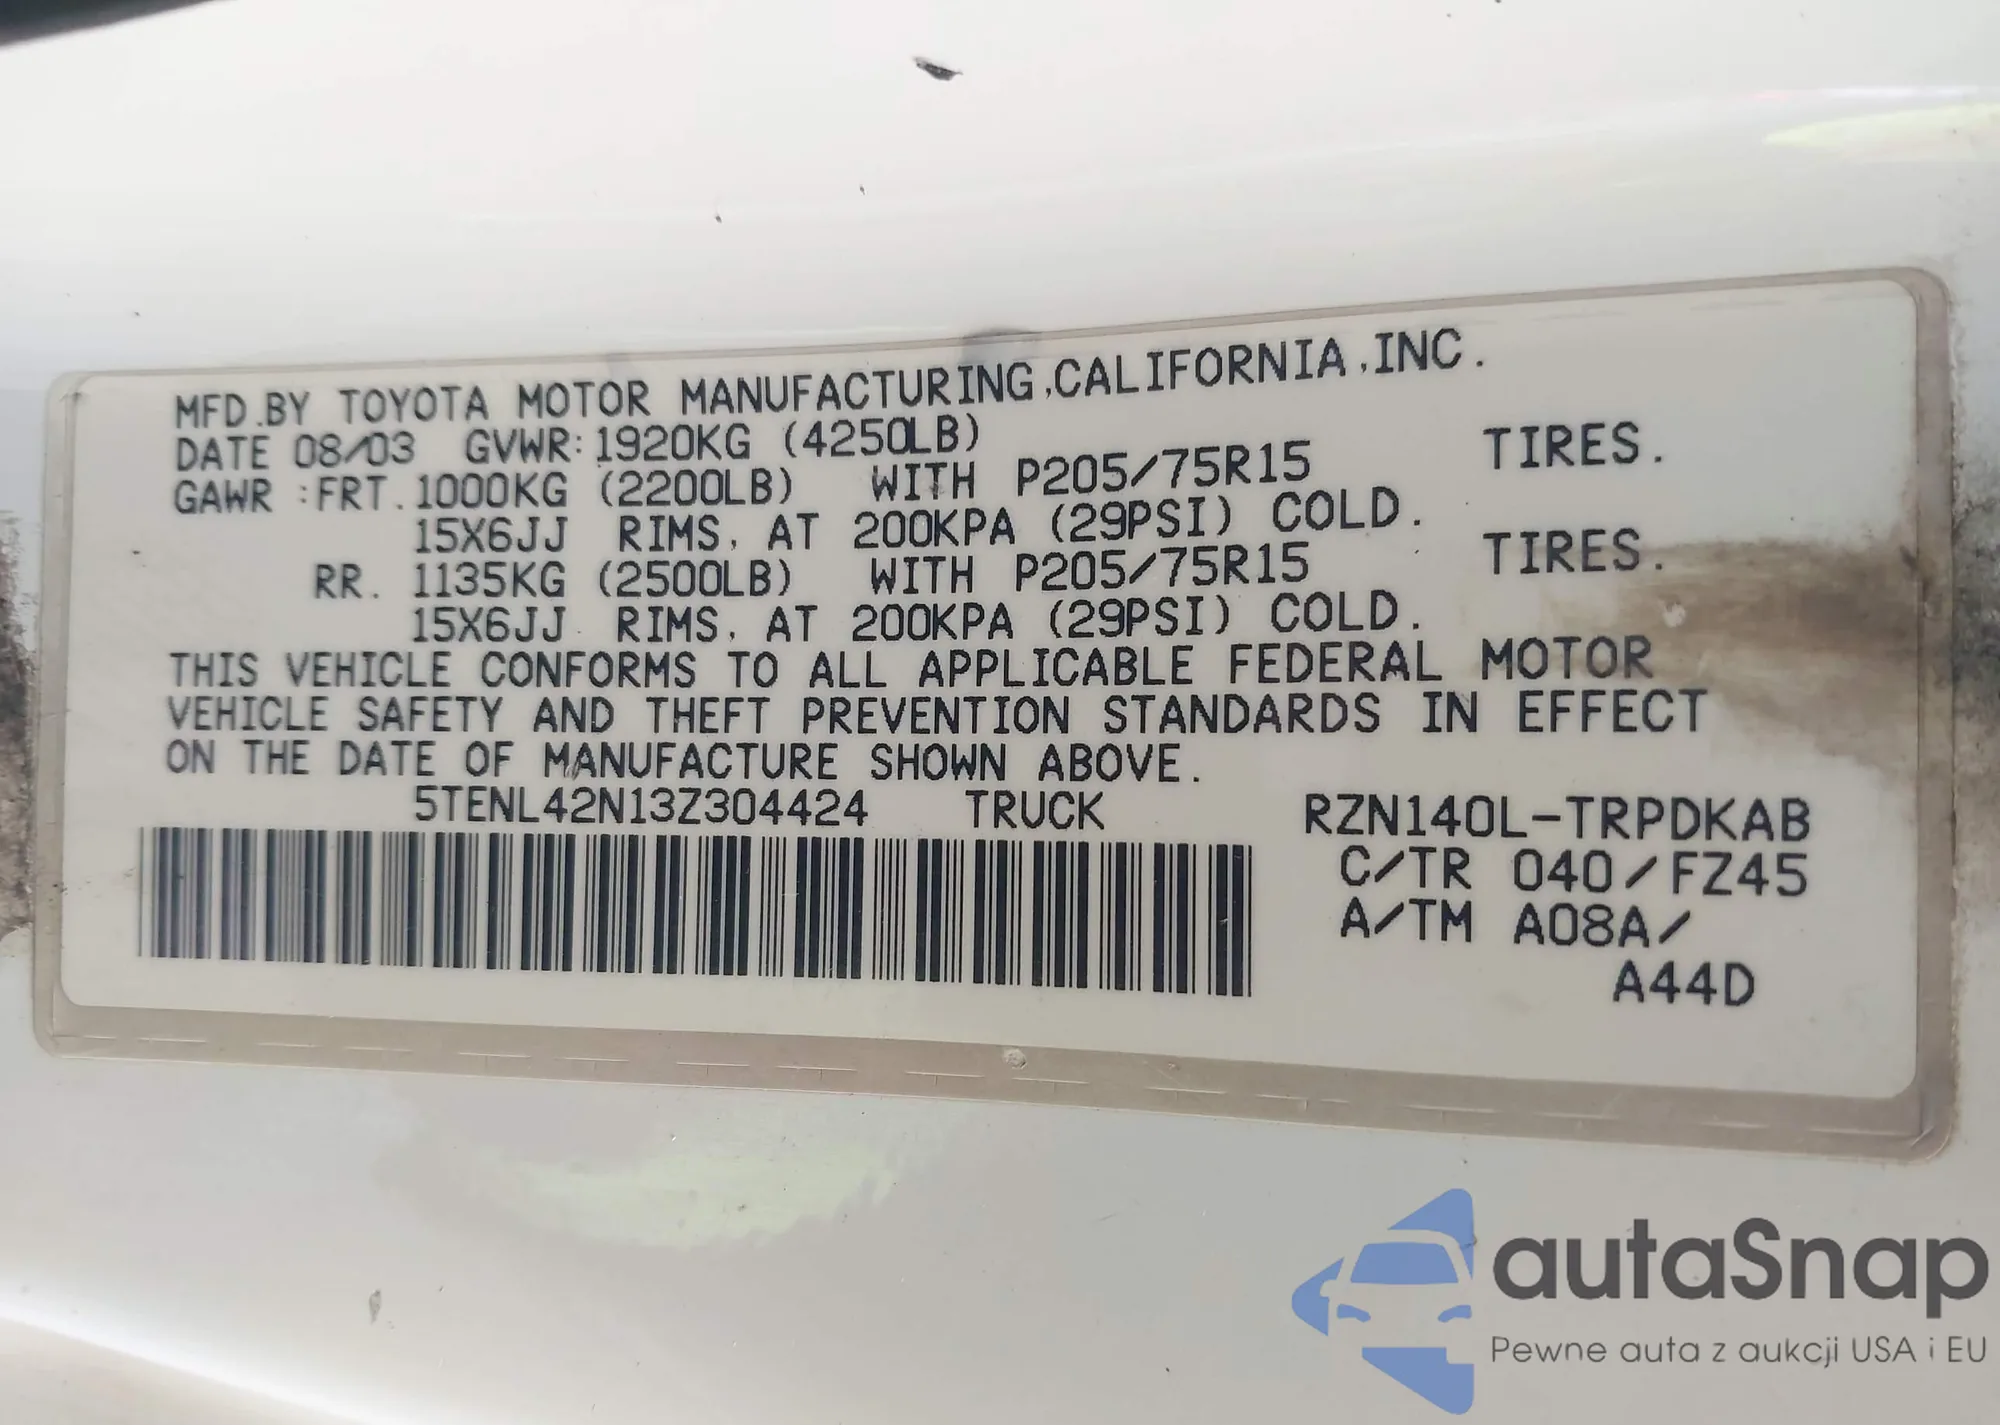 MFD.BY TOYOTA MOTOR MANUFACTURING,CALIFORNIA,INC.
DATE 08/03 GVWR:1920KG (4250LB)
GAWR :FRT.1000KG (2200LB) WITH P205/75R15 TIRES.
15X6JJ RIMS, AT 200KPA (29PSI) COLD.
RR. 1135KG (2500LB) WITH P205/75R15 TIRES.
15X6JJ RIMS, AT 200KPA (29PSI) COLD.
THIS VEHICLE CONFORMS TO ALL APPLICABLE FEDERAL MOTOR
VEHICLE SAFETY AND THEFT PREVENTION STANDARDS IN EFFECT
ON THE DATE OF MANUFACTURE SHOWN ABOVE.
5TENL42N13Z304424 TRUCK RZN140L-TRPDKAB
C/TR 040/FZ45
A/TM A08A/
A44D
autaSnap
Pewne auta z aukcji USA i EU